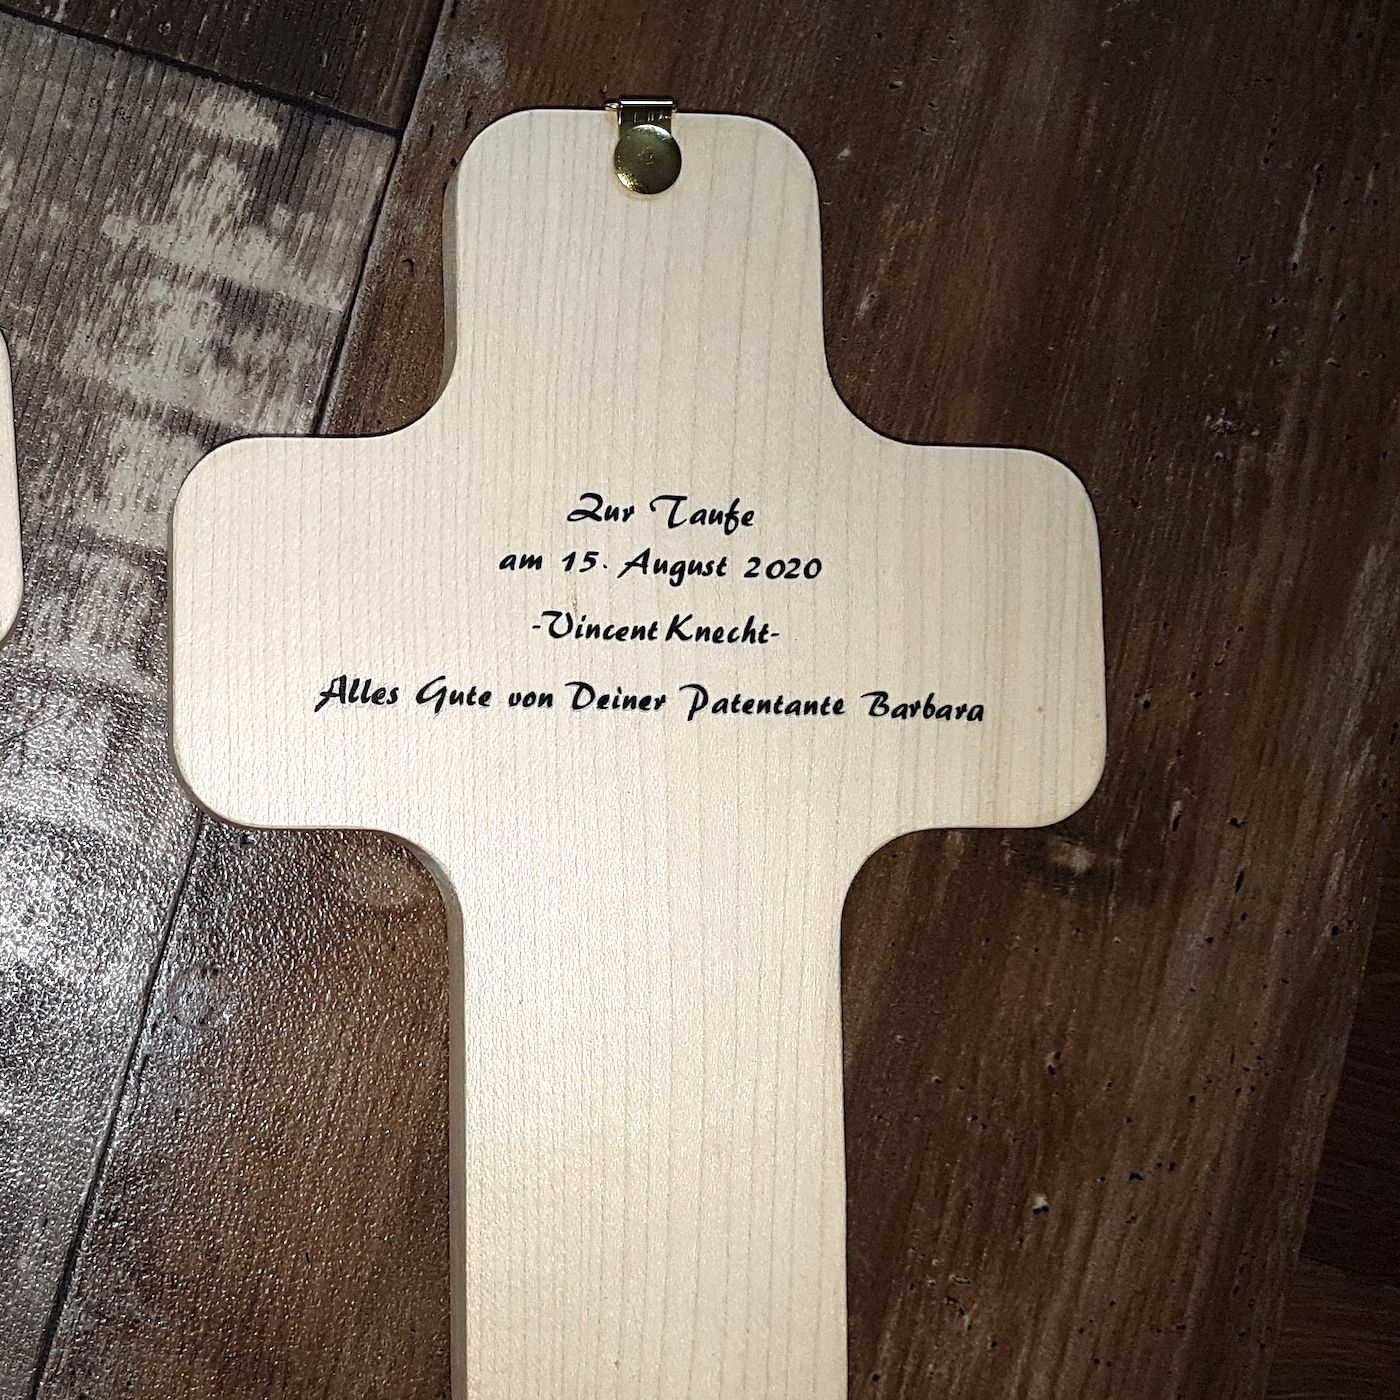 Zur Taufe
am 15. August 2020
-Vincent Knecht-
Alles Gute von Deiner Patentante Barbara